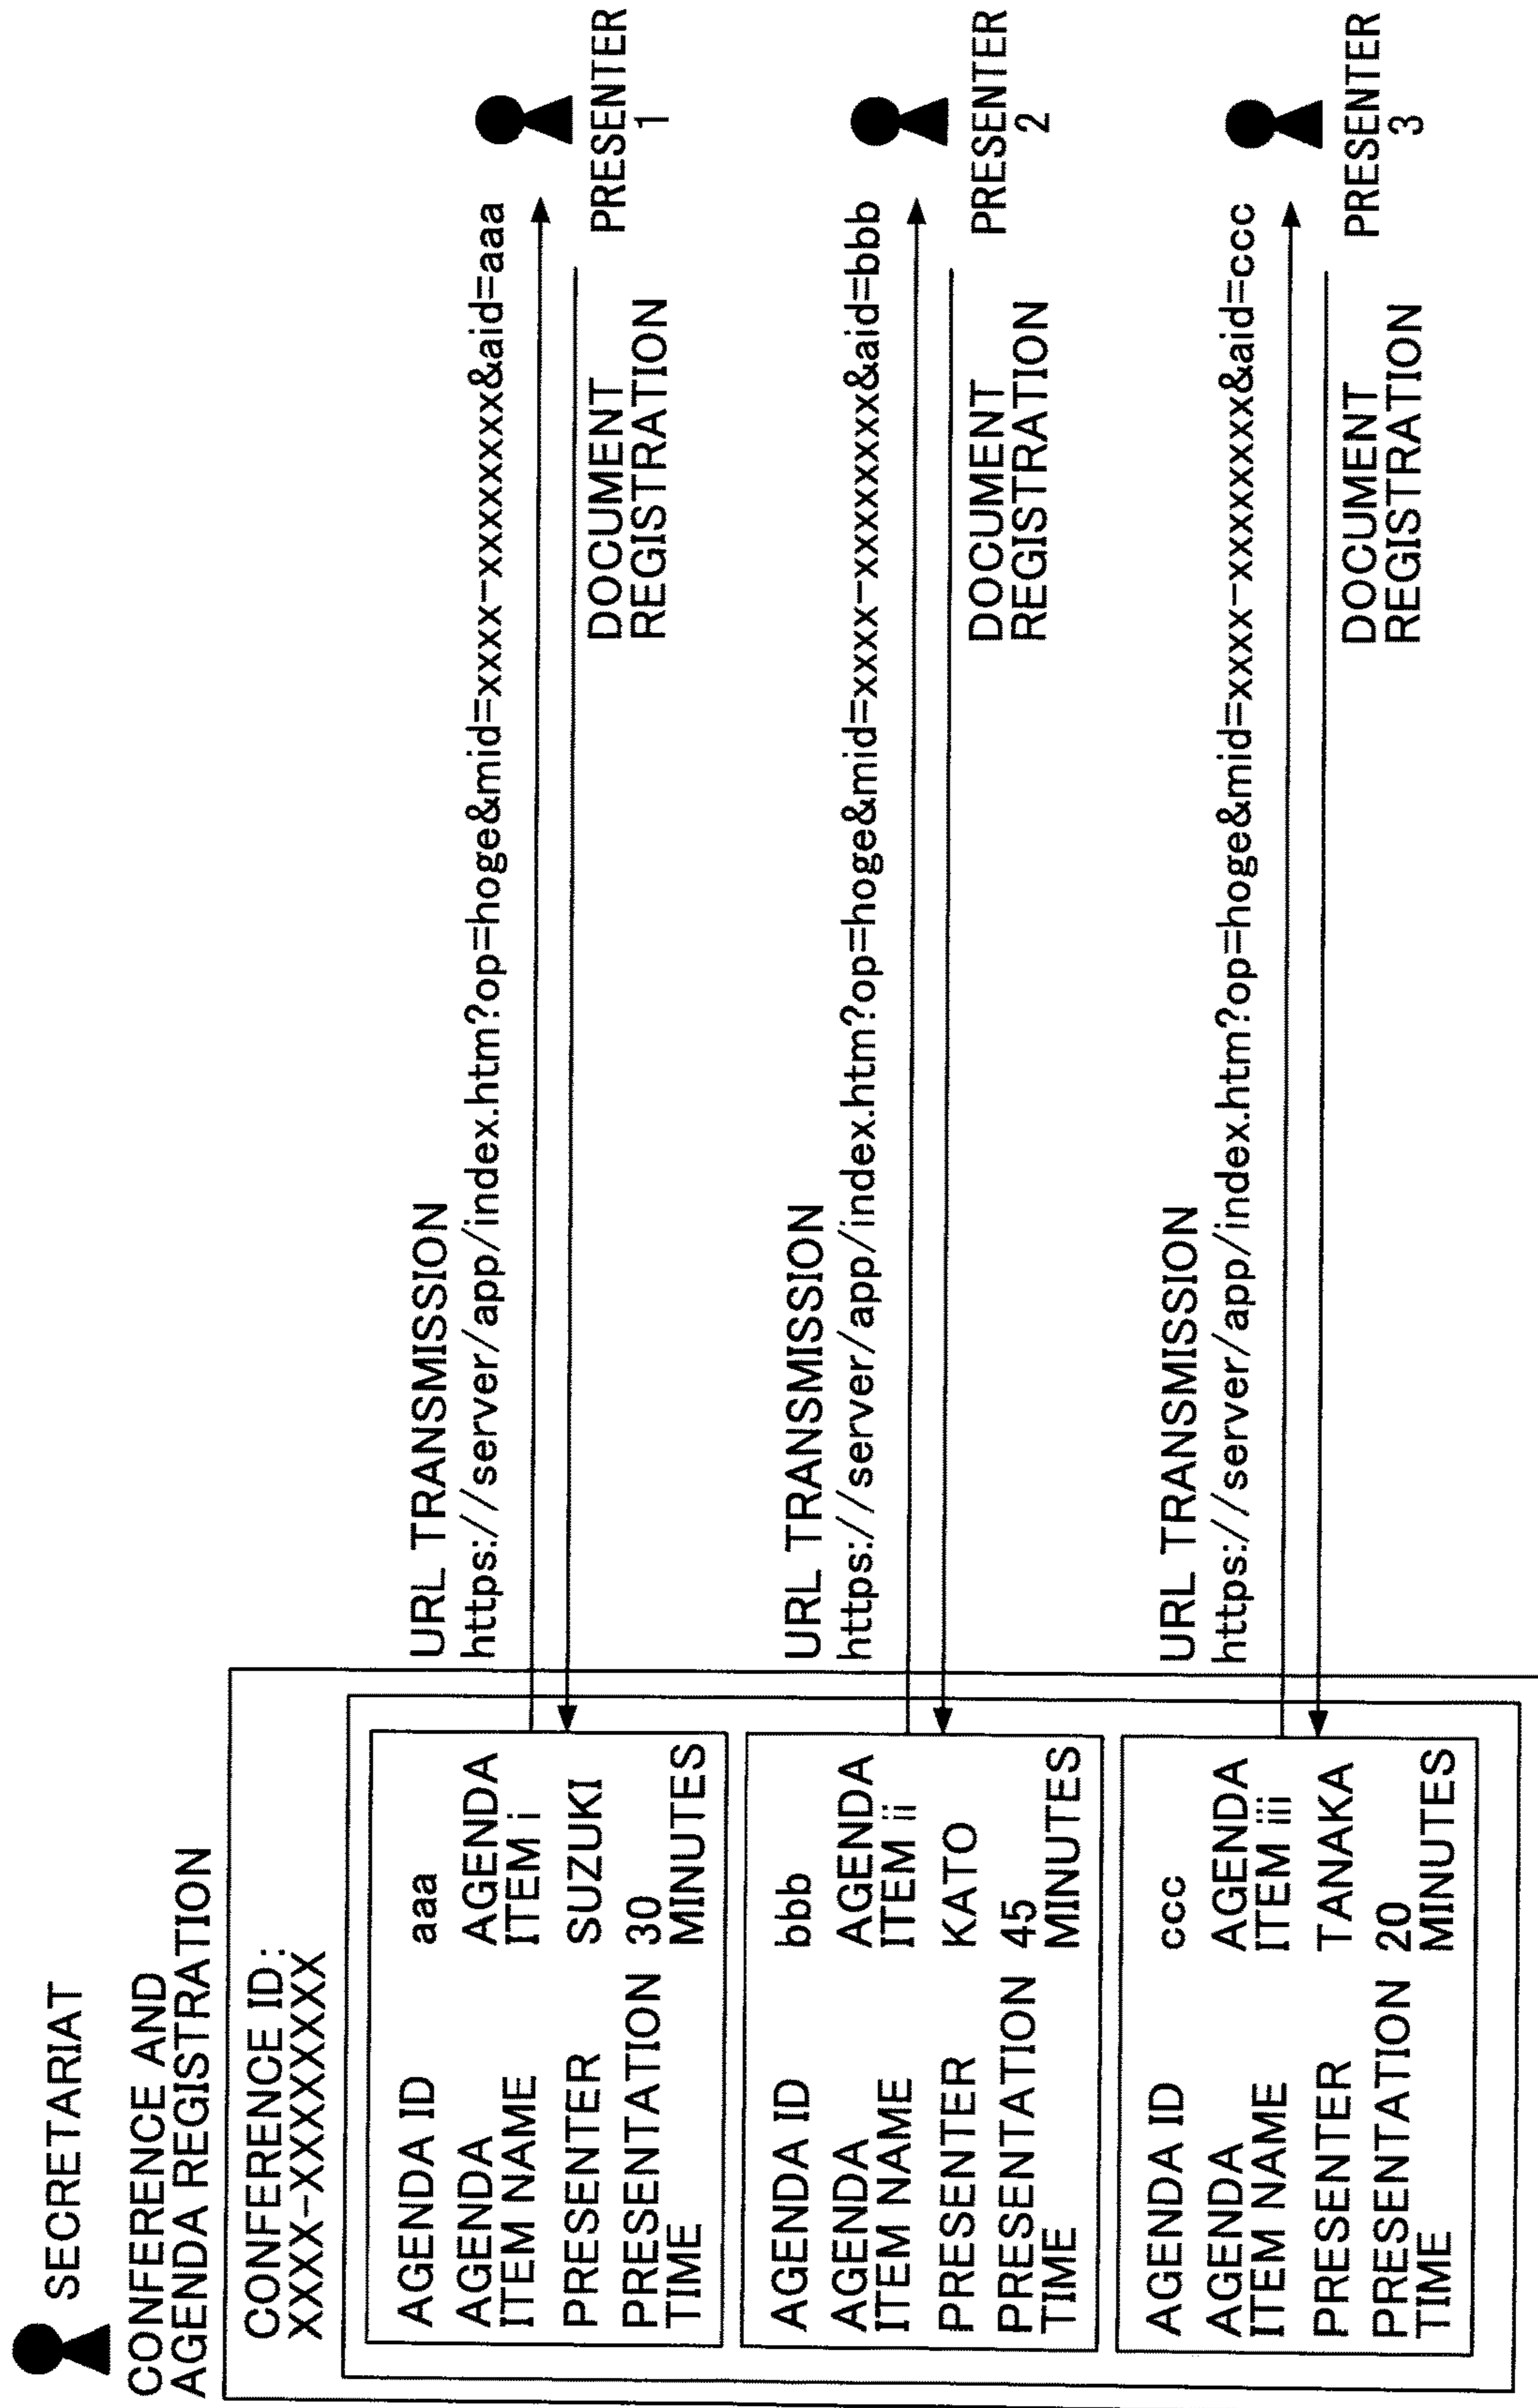 SECRETARIAT
CONFERENCE AND
AGENDA REGISTRATION
CONFERENCE ID:
XXXX-XXXXXXXX
AGENDA ID aaa
AGENDA AGENDA
ITEM NAME ITEM i
PRESENTER SUZUKI
PRESENTATION 30
TIME MINUTES
URL TRANSMISSION
https://server/app/index.htm?op=hoge&mid=xxxx-xxxxxxxx&aid=aaa
DOCUMENT
REGISTRATION
PRESENTER
1
AGENDA ID bbb
AGENDA AGENDA
ITEM NAME ITEM ii
PRESENTER KATO
PRESENTATION 45
TIME MINUTES
URL TRANSMISSION
https://server/app/index.htm?op=hoge&mid=xxxx-xxxxxxxx&aid=bbb
DOCUMENT
REGISTRATION
PRESENTER
2
AGENDA ID ccc
AGENDA AGENDA
ITEM NAME ITEM iii
PRESENTER TANAKA
PRESENTATION 20
TIME MINUTES
URL TRANSMISSION
https://server/app/index.htm?op=hoge&mid=xxxx-xxxxxxxx&aid=ccc
DOCUMENT
REGISTRATION
PRESENTER
3